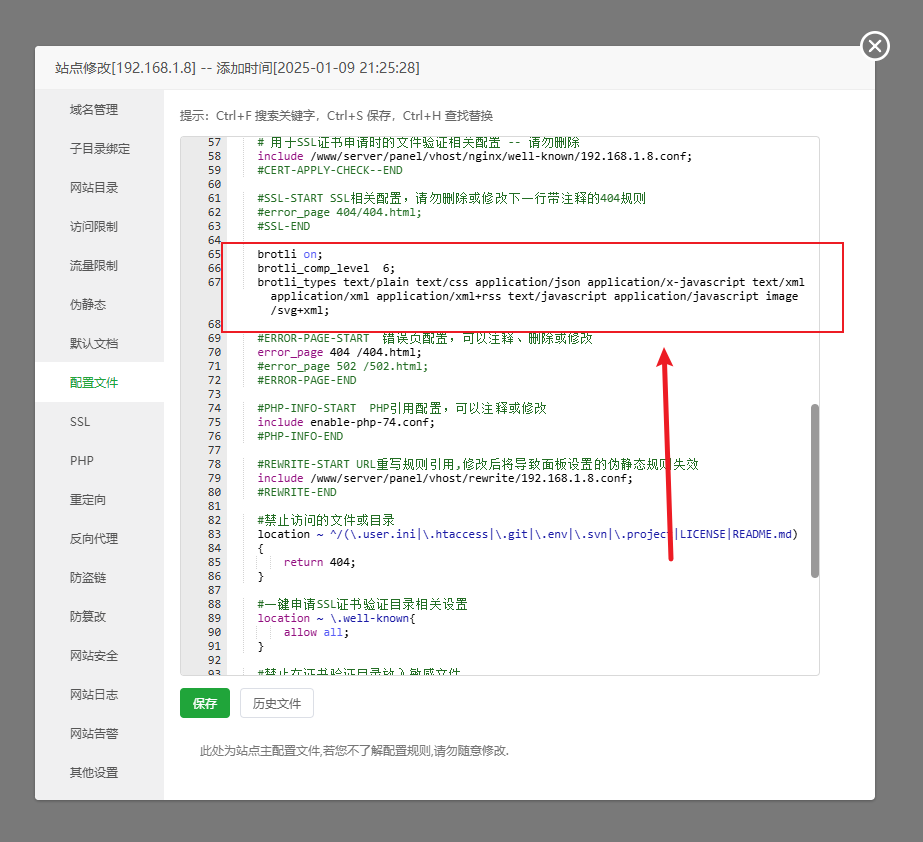 站点修改[192.168.1.8] -- 添加时间[2025-01-09 21:25:28]
域名管理
子目录绑定
网站目录
访问限制
流量限制
伪静态
默认文档
配置文件
SSL
PHP
重定向
反向代理
防盗链
防篡改
网站安全
网站日志
网站告警
其他设置
提示：Ctrl+F 搜索关键字，Ctrl+S 保存，Ctrl+H 查找替换
57 # 用于SSL证书申请时的文件验证相关配置 -- 请勿删除
58 include /www/server/panel/vhost/nginx/well-known/192.168.1.8.conf;
59 #CERT-APPLY-CHECK--END
60
61 #SSL-START SSL相关配置，请勿删除或修改下一行带注释的404规则
62 #error_page 404/404.html;
63 #SSL-END
64
65 brotli on;
66 brotli_comp_level  6;
67 brotli_types text/plain text/css application/json application/x-javascript text/xml
application/xml application/xml+rss text/javascript application/javascript image
/svg+xml;
68
69 #ERROR-PAGE-START  错误页配置，可以注释、删除或修改
70 error_page 404 /404.html;
71 #error_page 502 /502.html;
72 #ERROR-PAGE-END
73
74 #PHP-INFO-START  PHP引用配置，可以注释或修改
75 include enable-php-74.conf;
76 #PHP-INFO-END
77
78 #REWRITE-START URL重写规则引用,修改后将导致面板设置的伪静态规则失效
79 include /www/server/panel/vhost/rewrite/192.168.1.8.conf;
80 #REWRITE-END
81
82 #禁止访问的文件或目录
83 location ~ ^/(\.user.ini|\.htaccess|\.git|\.env|\.svn|\.project|LICENSE|README.md)
84 {
85 return 404;
86 }
87
88 #一键申请SSL证书验证目录相关设置
89 location ~ \.well-known{
90 allow all;
91 }
92
93 #禁止在证书验证目录放入敏感文件
保存
历史文件
此处为站点主配置文件,若您不了解配置规则,请勿随意修改.